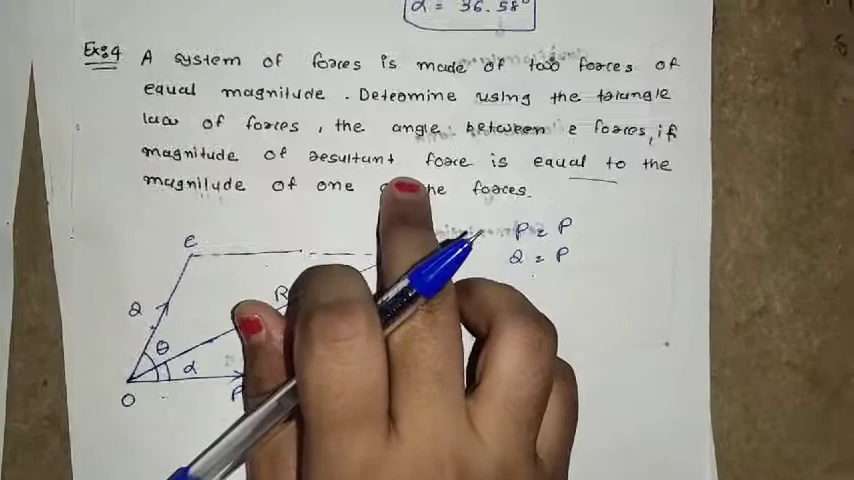 α = 36.58°
Ex:4 A system of forces is made of two forces of
equal magnitude. Determine using the triangle
law of forces, the angle between 2 forces, if
magnitude of resultant force is equal to the
magnitude of one the forces.
P = P
Q = P
C
Q
R
θ
α
O
P